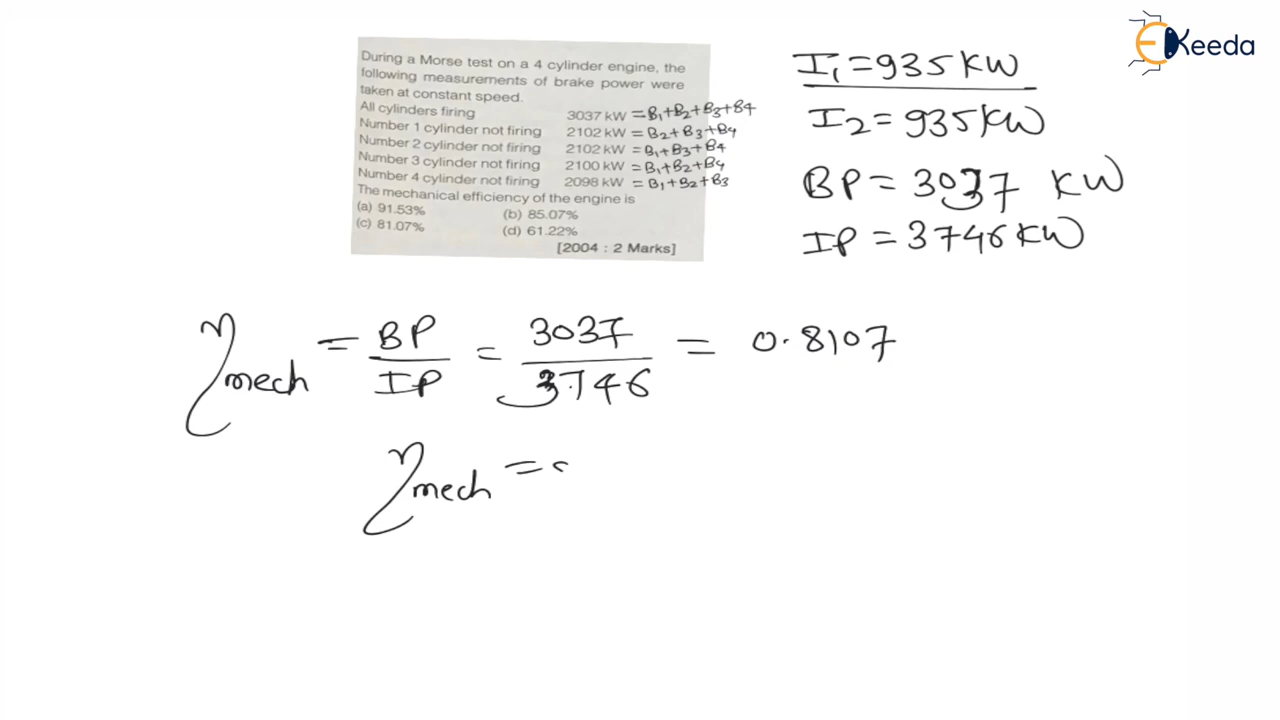 During a Morse test on a 4 cylinder engine, the
following measurements of brake power were
taken at constant speed.
All cylinders firing 3037 kW = B1+B2+B3+B4
Number 1 cylinder not firing 2102 kW = B2+B3+B4
Number 2 cylinder not firing 2102 kW = B1+B3+B4
Number 3 cylinder not firing 2100 kW = B1+B2+B4
Number 4 cylinder not firing 2098 kW = B1+B2+B3
The mechanical efficiency of the engine is
(a) 91.53% (b) 85.07%
(c) 81.07% (d) 61.22%
[2004 : 2 Marks]
I1 = 935 KW
I2 = 935 KW
BP = 3037 KW
IP = 3746 KW
EKeeda
ηmech = BP/IP = 3037/3746 = 0.8107
ηmech =